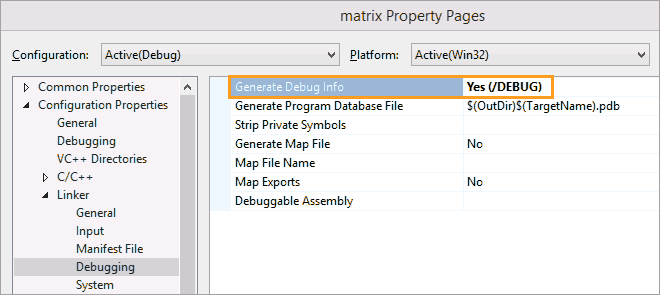 matrix Property Pages
Configuration: Active(Debug) Platform: Active(Win32)
Common Properties
Configuration Properties
General
Debugging
VC++ Directories
C/C++
Linker
General
Input
Manifest File
Debugging
System
Generate Debug Info Yes (/DEBUG)
Generate Program Database File $(OutDir)$(TargetName).pdb
Strip Private Symbols
Generate Map File No
Map File Name
Map Exports No
Debuggable Assembly